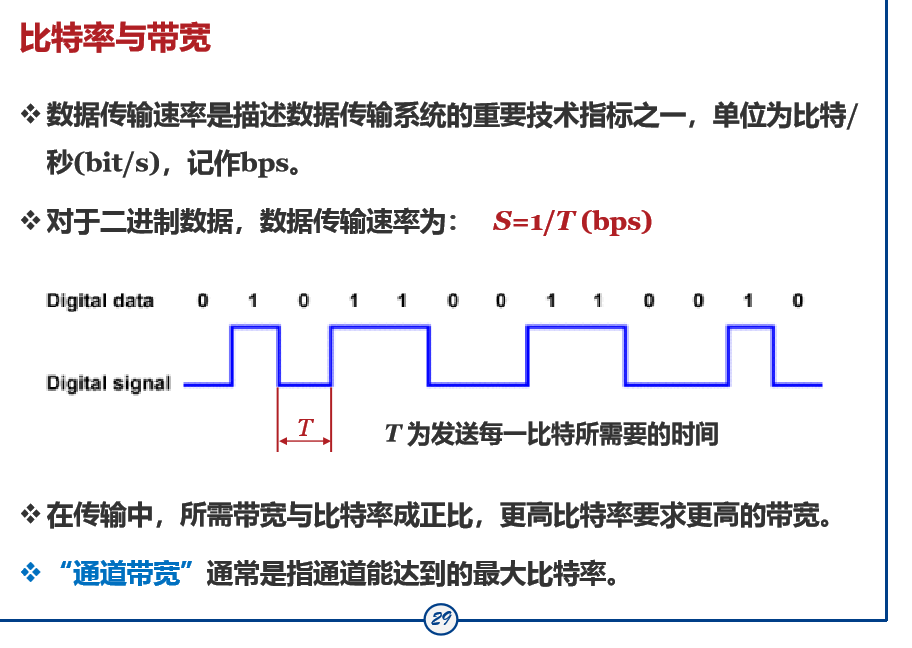 比特率与带宽
❖数据传输速率是描述数据传输系统的重要技术指标之一，单位为比特/
秒(bit/s)，记作bps。
❖对于二进制数据，数据传输速率为： S=1/T (bps)
Digital data 0 1 0 1 1 0 0 1 1 0 0 1 0
Digital signal
T
T 为发送每一比特所需要的时间
❖在传输中，所需带宽与比特率成正比，更高比特率要求更高的带宽。
❖“通道带宽”通常是指通道能达到的最大比特率。
29